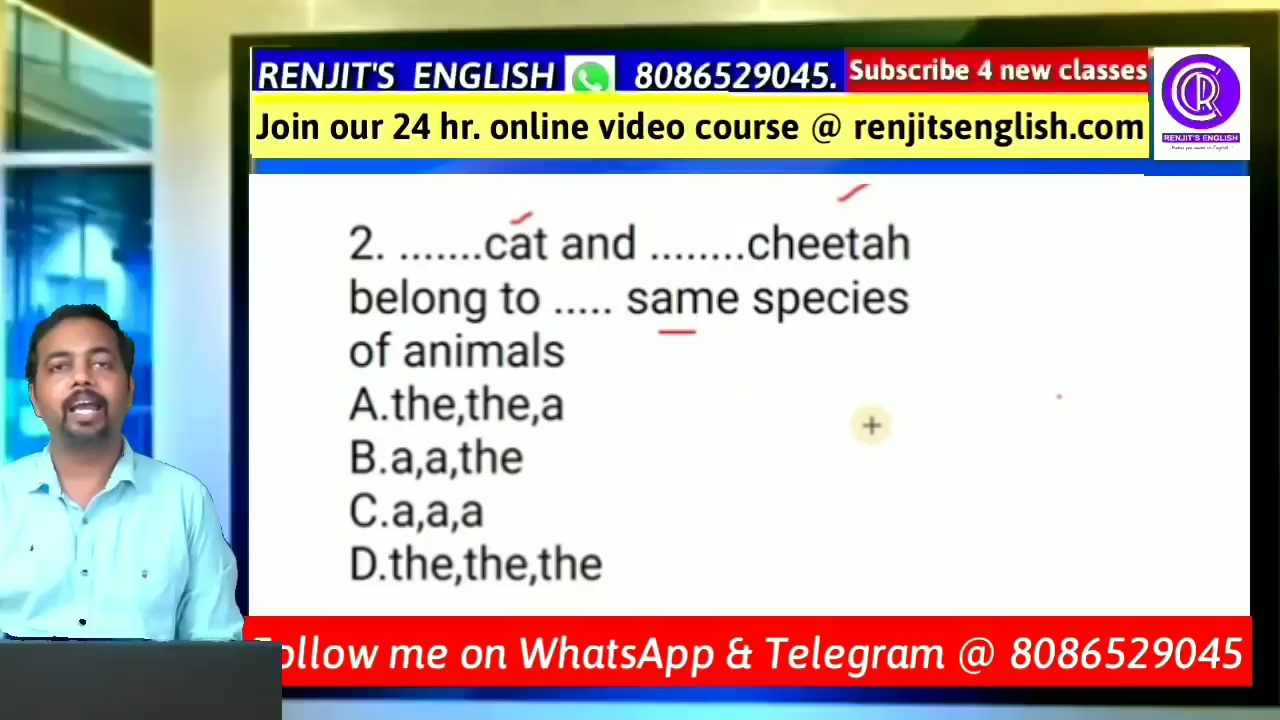 RENJIT'S ENGLISH 8086529045. Subscribe 4 new classes
Join our 24 hr. online video course @ renjitsenglish.com
RENJIT'S ENGLISH
2. .......cat and ........cheetah
belong to ..... same species
of animals
A.the,the,a
B.a,a,the
C.a,a,a
D.the,the,the
ollow me on WhatsApp & Telegram @ 8086529045